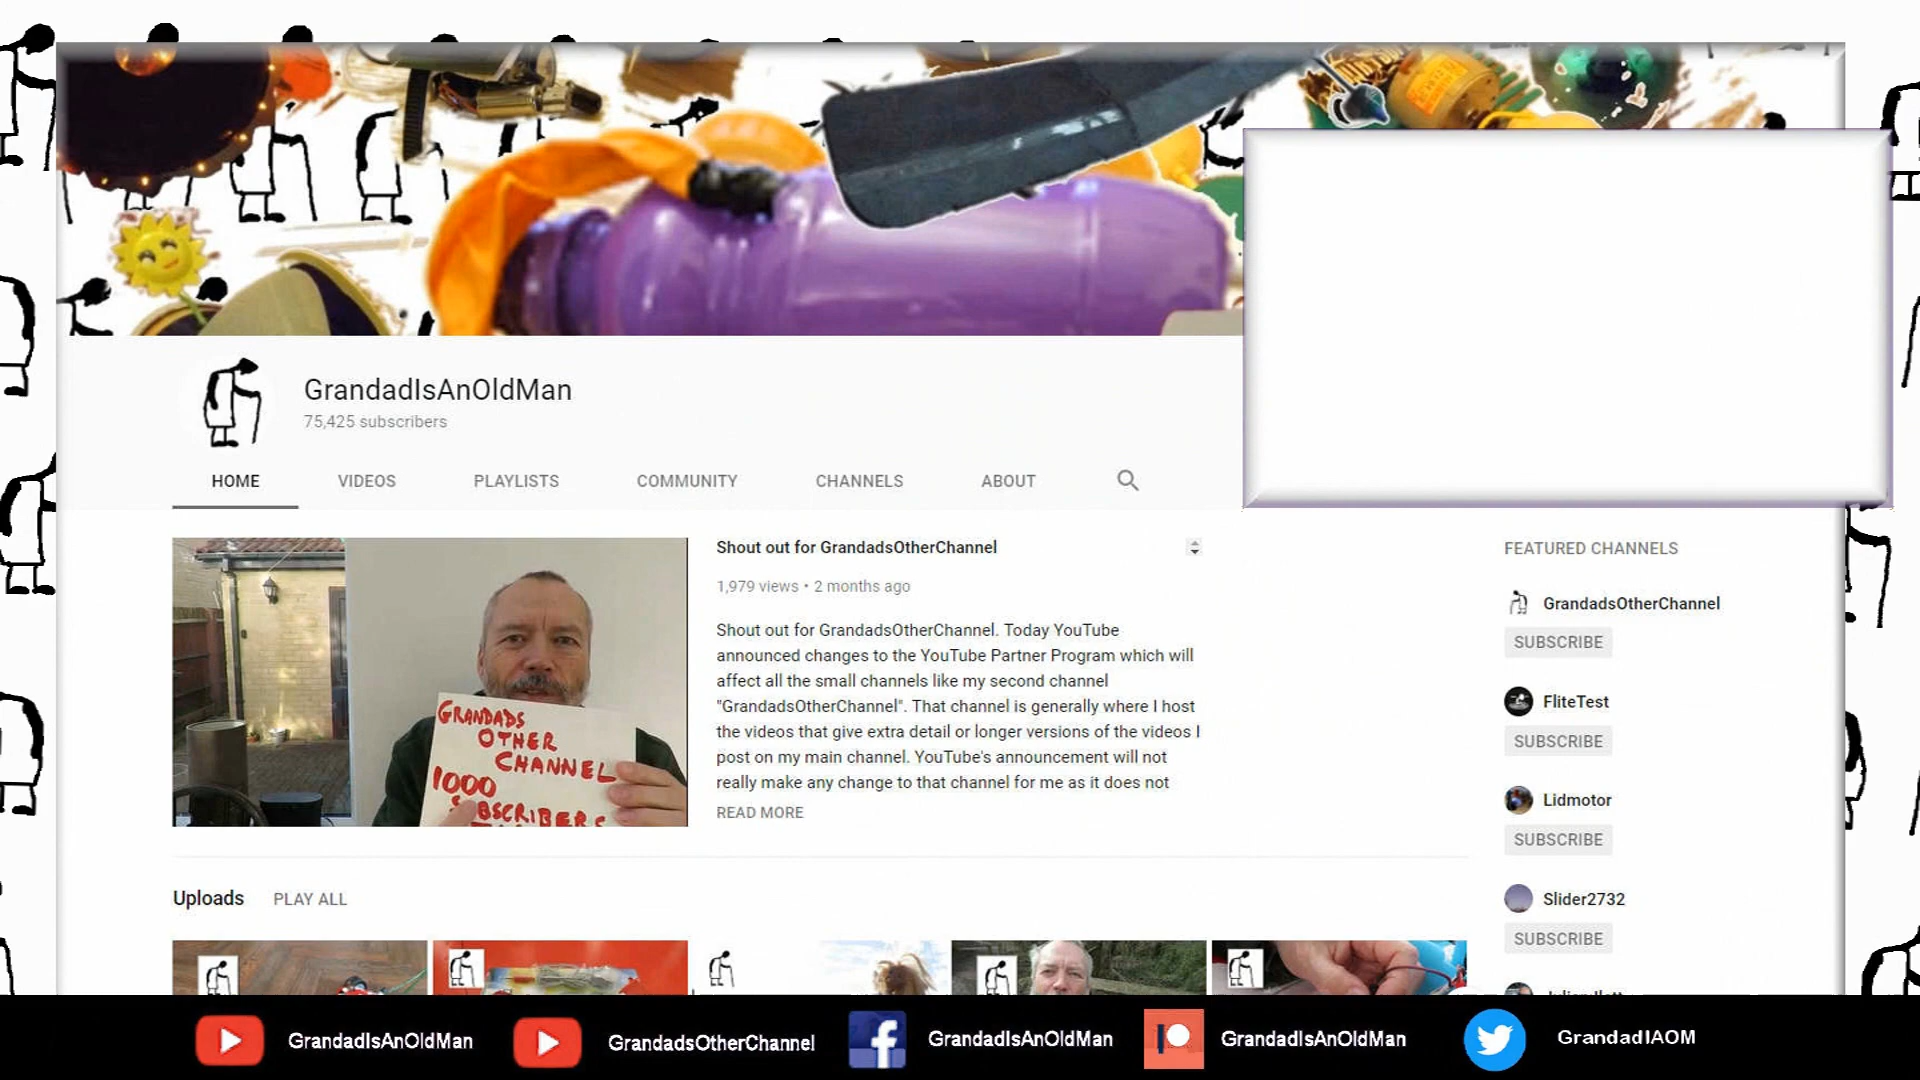 GrandadIsAnOldMan
75,425 subscribers
HOME VIDEOS PLAYLISTS COMMUNITY CHANNELS ABOUT
GRANDADS
OTHER
CHANNEL
1000
SUBSCRIBERS
Shout out for GrandadsOtherChannel
1,979 views • 2 months ago
Shout out for GrandadsOtherChannel. Today YouTube
announced changes to the YouTube Partner Program which will
affect all the small channels like my second channel
"GrandadsOtherChannel". That channel is generally where I host
the videos that give extra detail or longer versions of the videos I
post on my main channel. YouTube's announcement will not
really make any change to that channel for me as it does not
READ MORE
FEATURED CHANNELS
GrandadsOtherChannel
SUBSCRIBE
FliteTest
SUBSCRIBE
Lidmotor
SUBSCRIBE
Slider2732
SUBSCRIBE
Uploads PLAY ALL
GrandadIsAnOldMan GrandadsOtherChannel GrandadIsAnOldMan GrandadIsAnOldMan GrandadIAOM